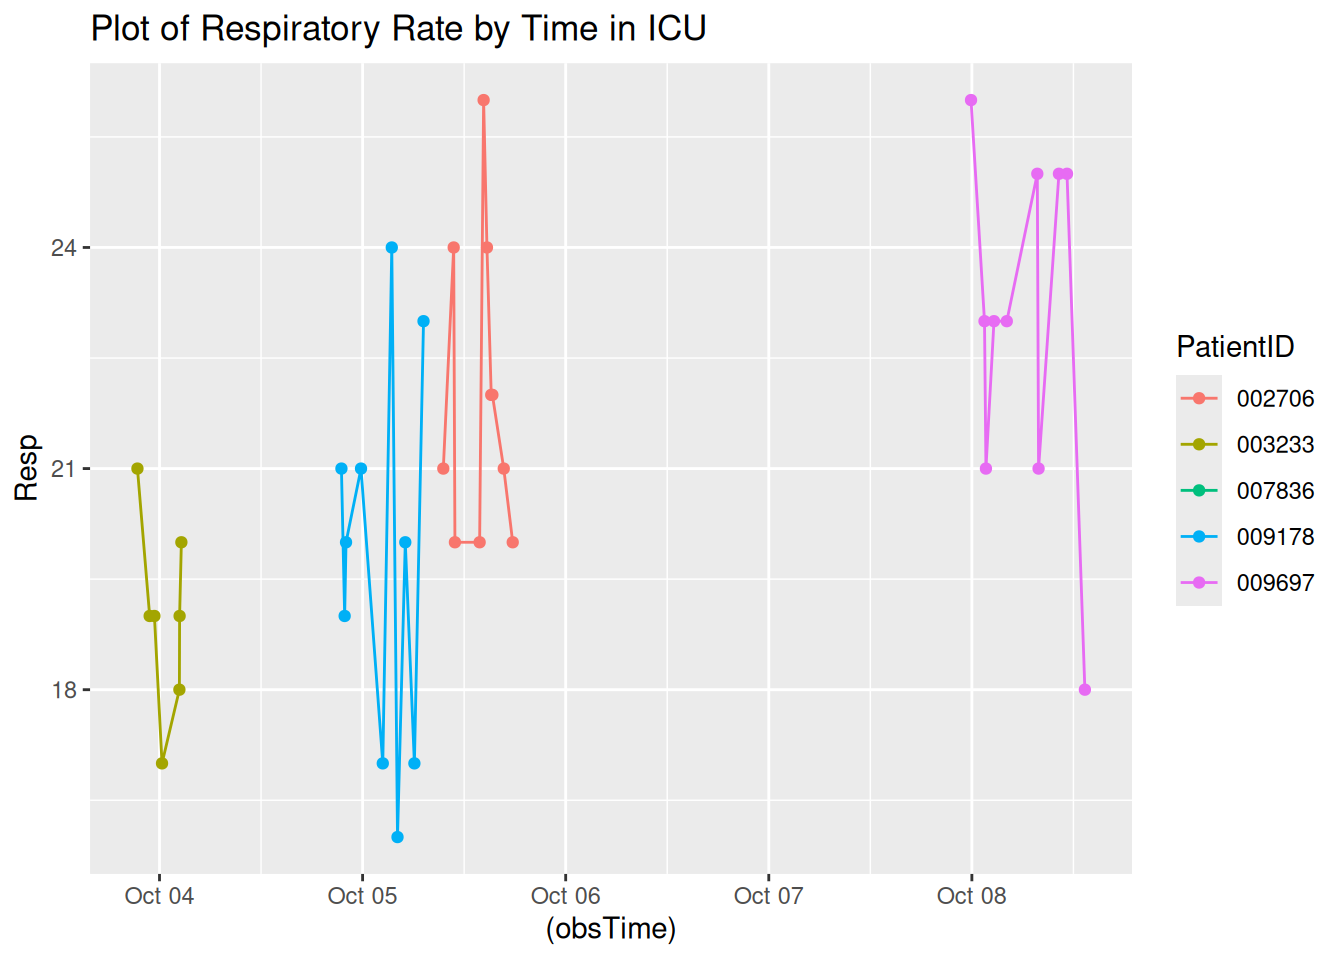 Plot of Respiratory Rate by Time in ICU
Resp
24
21
18
Oct 04
Oct 05
Oct 06
Oct 07
Oct 08
(obsTime)
PatientID
002706
003233
007836
009178
009697